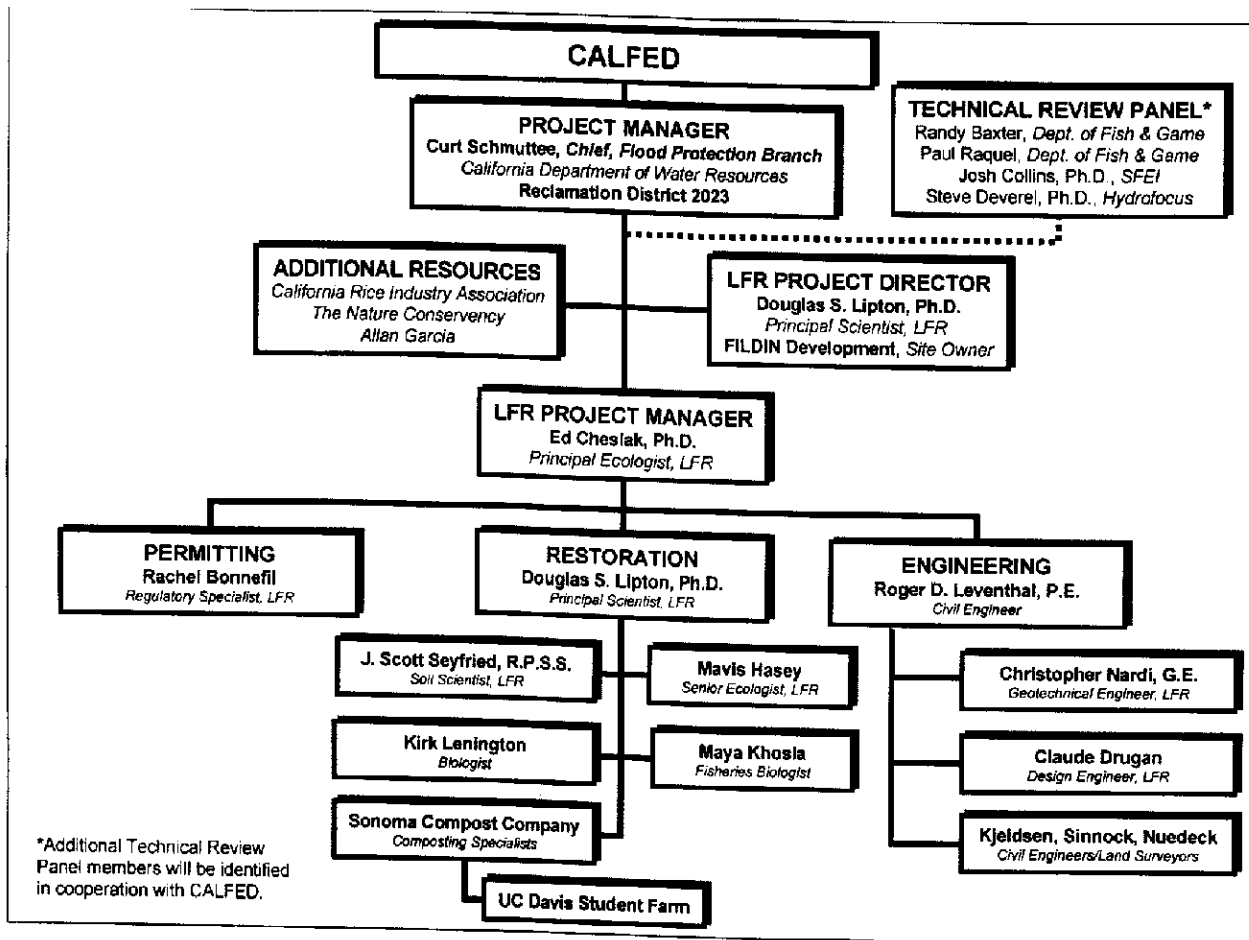 CALFED
PROJECT MANAGER
Curt Schmuttee, Chief, Flood Protection Branch
California Department of Water Resources
Reclamation District 2023
TECHNICAL REVIEW PANEL*
Randy Baxter, Dept. of Fish & Game
Paul Raquel, Dept. of Fish & Game
Josh Collins, Ph.D., SFEI
Steve Deverel, Ph.D., Hydrofocus
ADDITIONAL RESOURCES
California Rice Industry Association
The Nature Conservency
Allan Garcia
LFR PROJECT DIRECTOR
Douglas S. Lipton, Ph.D.
Principal Scientist, LFR
FILDIN Development, Site Owner
LFR PROJECT MANAGER
Ed Cheslak, Ph.D.
Principal Ecologist, LFR
PERMITTING
Rachel Bonnefil
Regulatory Specialist, LFR
RESTORATION
Douglas S. Lipton, Ph.D.
Principal Scientist, LFR
ENGINEERING
Roger D. Leventhal, P.E.
Civil Engineer
J. Scott Seyfried, R.P.S.S.
Soil Scientist, LFR
Mavis Hasey
Senior Ecologist, LFR
Christopher Nardi, G.E.
Geotechnical Engineer, LFR
Kirk Lenington
Biologist
Maya Khosla
Fisheries Biologist
Claude Drugan
Design Engineer, LFR
Sonoma Compost Company
Composting Specialists
Kjeldsen, Sinnock, Nuedeck
Civil Engineers/Land Surveyors
UC Davis Student Farm
*Additional Technical Review
Panel members will be identified
in cooperation with CALFED.